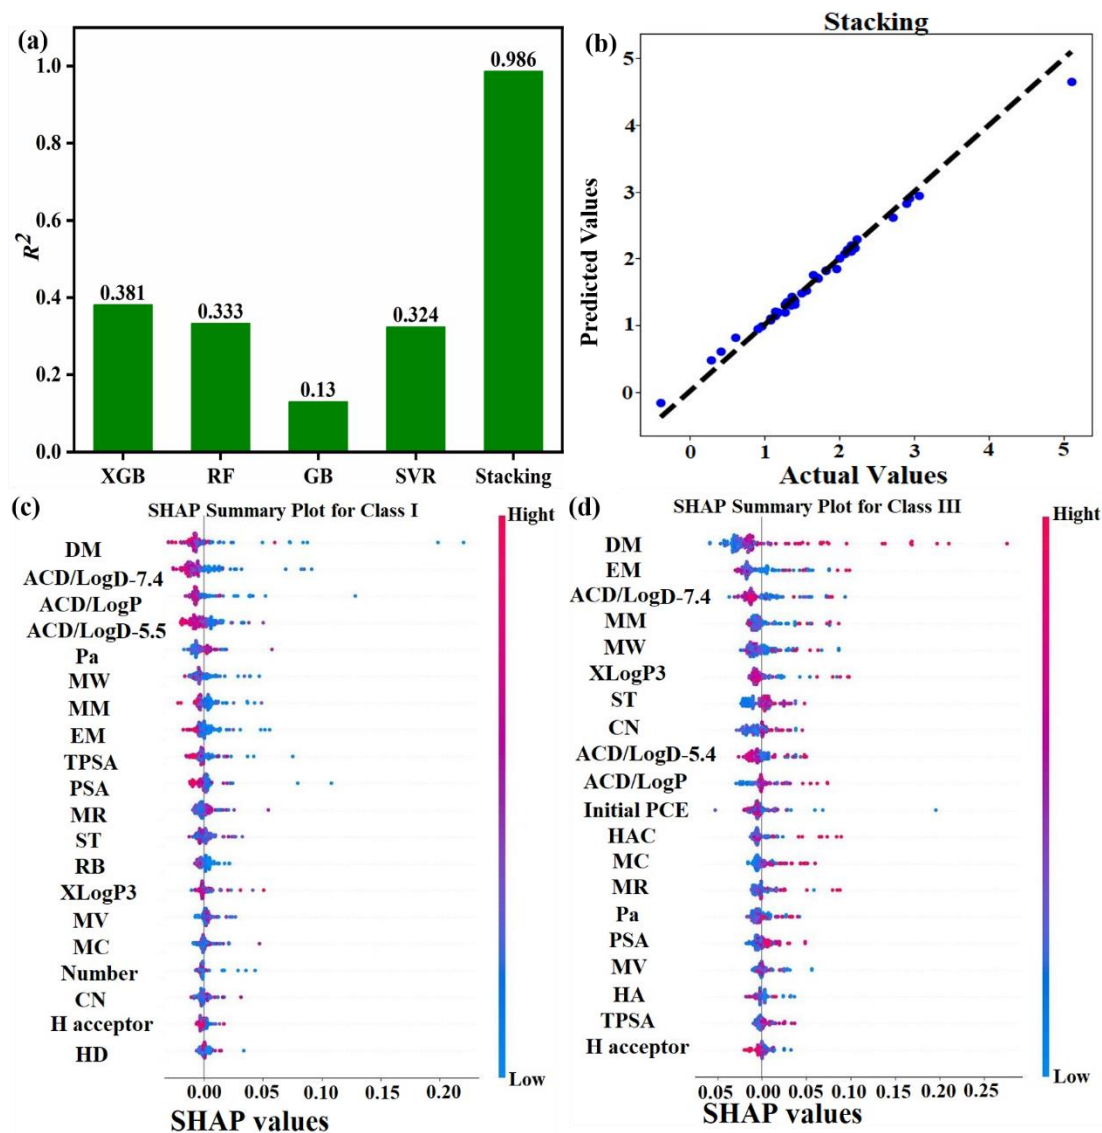 (a)
R²
1.0
0.8
0.6
0.4
0.2
0.0
0.381
0.333
0.13
0.324
0.986
XGB RF GB SVR Stacking
(b)
Stacking
Predicted Values
5
4
3
2
1
0
0 1 2 3 4 5
Actual Values
(c)
SHAP Summary Plot for Class I
Hight
DM
ACD/LogD-7.4
ACD/LogP
ACD/LogD-5.5
Pa
MW
MM
EM
TPSA
PSA
MR
ST
RB
XLogP3
MV
MC
Number
CN
H acceptor
HD
Low
0.00 0.05 0.10 0.15 0.20
SHAP values
(d)
SHAP Summary Plot for Class III
Hight
DM
EM
ACD/LogD-7.4
MM
MW
XLogP3
ST
CN
ACD/LogD-5.4
ACD/LogP
Initial PCE
HAC
MC
MR
Pa
PSA
MV
HA
TPSA
H acceptor
Low
0.05 0.00 0.05 0.10 0.15 0.20 0.25
SHAP values